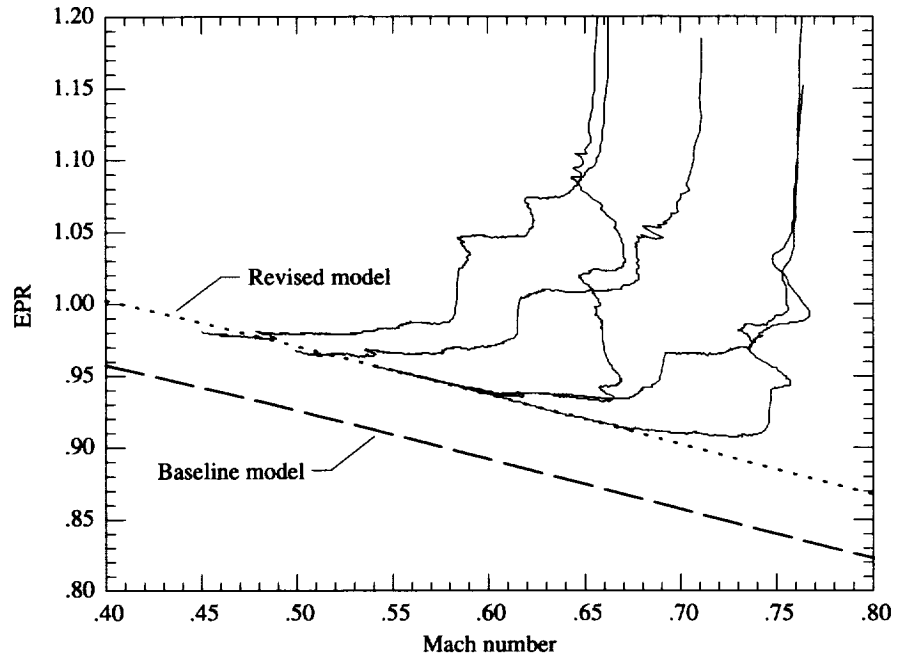 1.20
1.15
1.10
1.05
1.00
.95
.90
.85
.80
EPR
Revised model
Baseline model
.40 .45 .50 .55 .60 .65 .70 .75 .80
Mach number